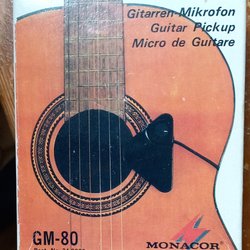 Gitarren-Mikrofon
Guitar Pickup
Micro de Guitare
GM-80
MONACOR